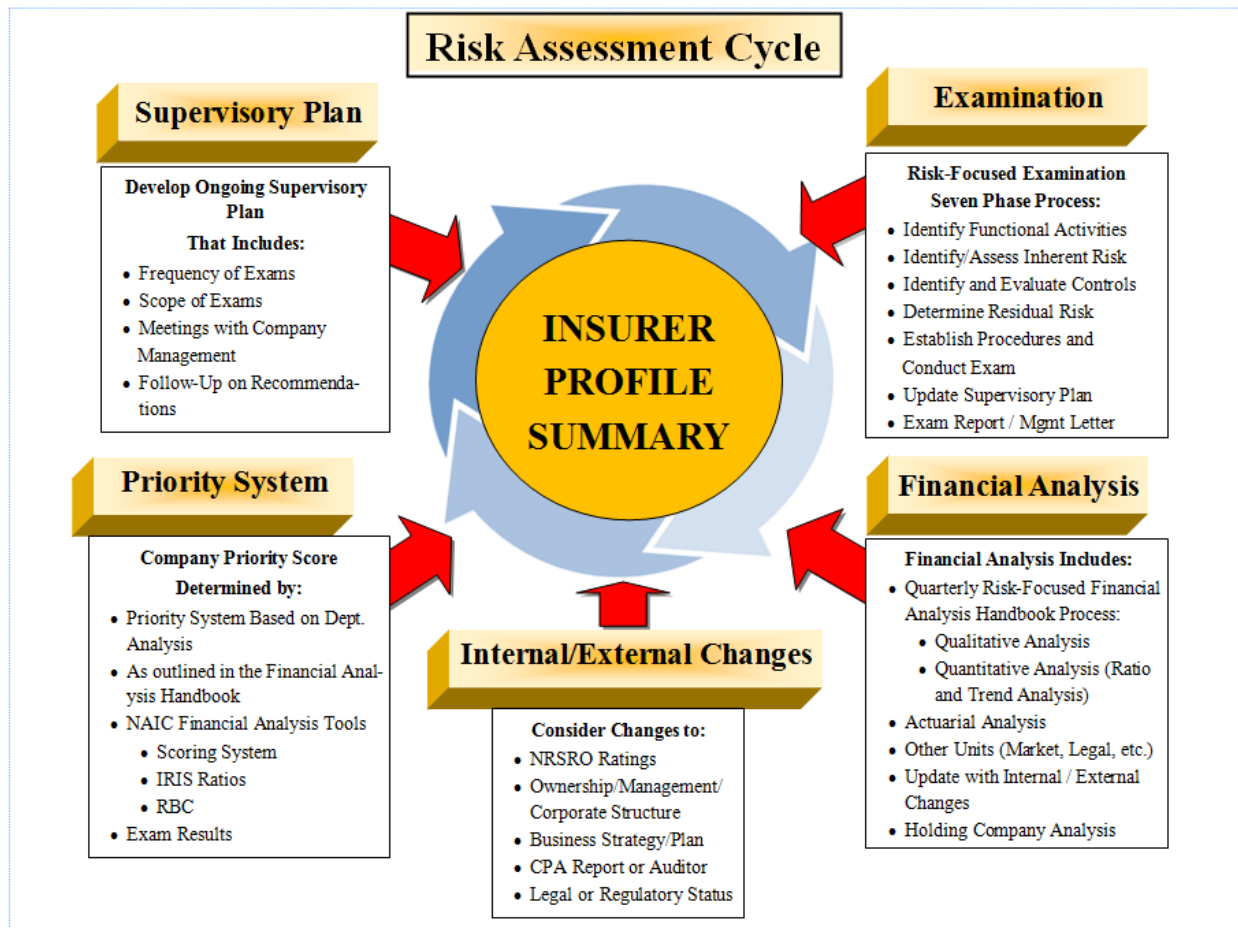 Risk Assessment Cycle
Supervisory Plan
Develop Ongoing Supervisory
Plan
That Includes:
• Frequency of Exams
• Scope of Exams
• Meetings with Company
Management
• Follow-Up on Recommenda-
tions
Examination
Risk-Focused Examination
Seven Phase Process:
• Identify Functional Activities
• Identify/Assess Inherent Risk
• Identify and Evaluate Controls
• Determine Residual Risk
• Establish Procedures and
Conduct Exam
• Update Supervisory Plan
• Exam Report / Mgmt Letter
INSURER
PROFILE
SUMMARY
Priority System
Company Priority Score
Determined by:
• Priority System Based on Dept.
Analysis
• As outlined in the Financial Anal-
ysis Handbook
• NAIC Financial Analysis Tools
• Scoring System
• IRIS Ratios
• RBC
• Exam Results
Internal/External Changes
Consider Changes to:
• NRSRO Ratings
• Ownership/Management/
Corporate Structure
• Business Strategy/Plan
• CPA Report or Auditor
• Legal or Regulatory Status
Financial Analysis
Financial Analysis Includes:
• Quarterly Risk-Focused Financial
Analysis Handbook Process:
• Qualitative Analysis
• Quantitative Analysis (Ratio
and Trend Analysis)
• Actuarial Analysis
• Other Units (Market, Legal, etc.)
• Update with Internal / External
Changes
• Holding Company Analysis